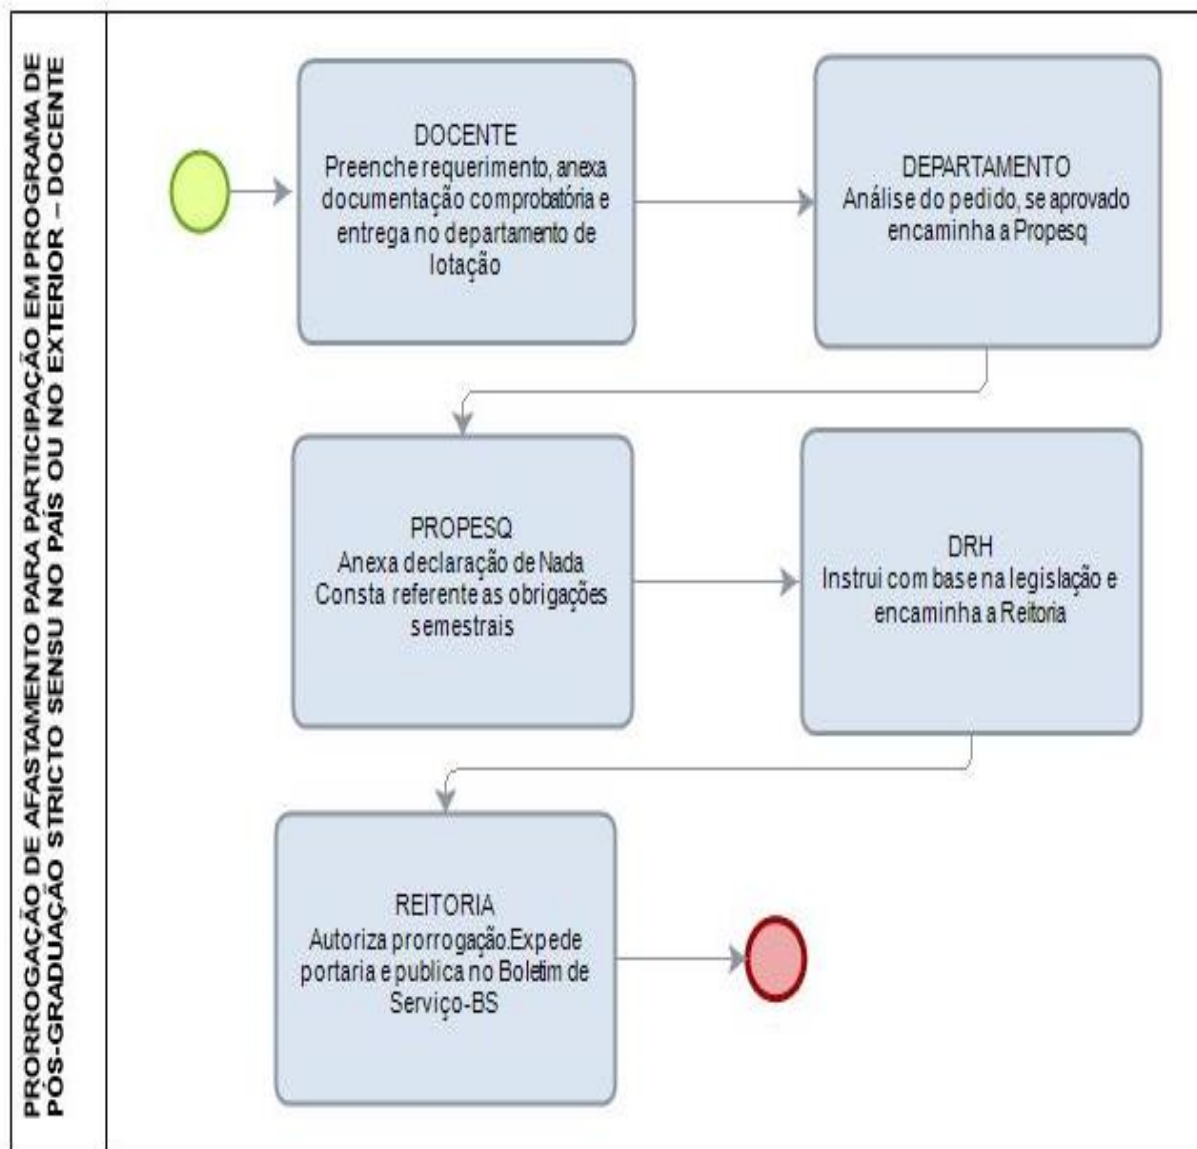 PRORROGAÇÃO DE AFASTAMENTO PARA PARTICIPAÇÃO EM PROGRAMA DE
PÓS-GRADUAÇÃO STRICTO SENSU NO PAÍS OU NO EXTERIOR – DOCENTE
DOCENTE
Preenche requerimento, anexa
documentação comprobatória e
entrega no departamento de
lotação
DEPARTAMENTO
Análise do pedido, se aprovado
encaminha a Propesq
PROPESQ
Anexa declaração de Nada
Consta referente as obrigações
semestrais
DRH
Instrui com base na legislação e
encaminha a Reitoria
REITORIA
Autoriza prorrogação.Expede
portaria e publica no Boletim de
Serviço-BS